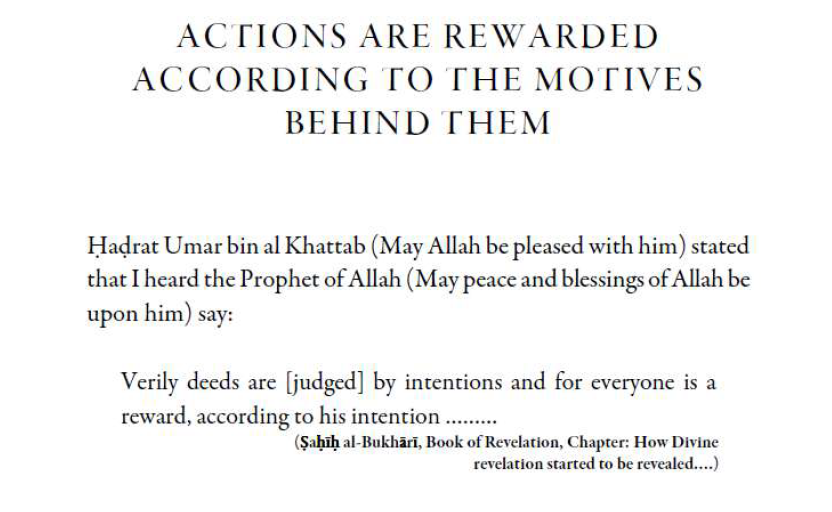 ACTIONS ARE REWARDED
ACCORDING TO THE MOTIVES
BEHIND THEM
Ḥaḍrat Umar bin al Khattab (May Allah be pleased with him) stated
that I heard the Prophet of Allah (May peace and blessings of Allah be
upon him) say:
Verily deeds are [judged] by intentions and for everyone is a
reward, according to his intention .........
(Ṣaḥīḥ al-Bukhārī, Book of Revelation, Chapter: How Divine
revelation started to be revealed....)